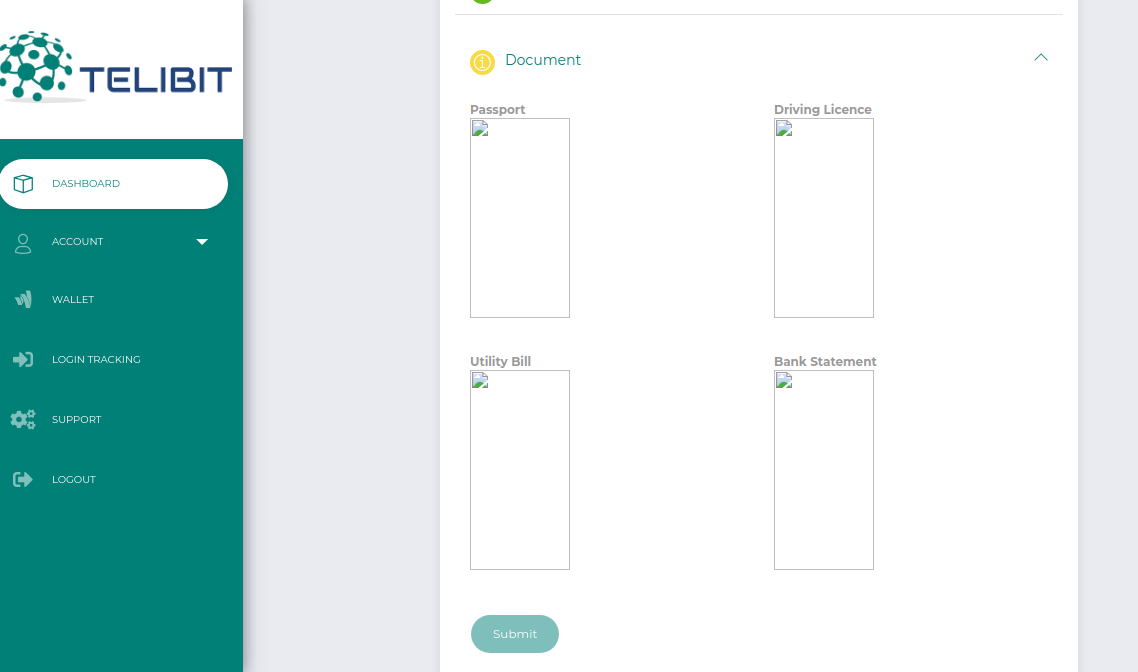 TELIBIT
DASHBOARD
ACCOUNT
WALLET
LOGIN TRACKING
SUPPORT
LOGOUT
Document
Passport
Driving Licence
Utility Bill
Bank Statement
Submit